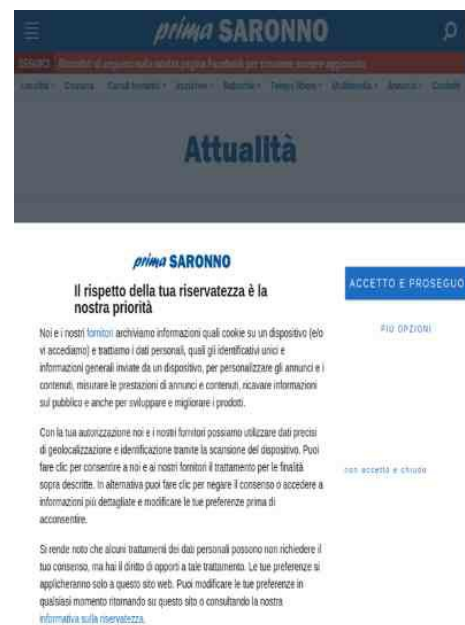 prima SARONNO
SEGUICI
Attualità
prima SARONNO
Il rispetto della tua riservatezza è la
nostra priorità
Noi e i nostri fornitori archiviamo informazioni quali cookie su un dispositivo (e/o
vi accediamo) e trattiamo i dati personali, quali gli identificativi unici e
informazioni generali inviate da un dispositivo, per personalizzare gli annunci e i
contenuti, misurare le prestazioni di annunci e contenuti, ricavare informazioni
sul pubblico e anche per sviluppare e migliorare i prodotti.
Con la tua autorizzazione noi e i nostri fornitori possiamo utilizzare dati precisi
di geolocalizzazione e identificazione tramite la scansione del dispositivo. Puoi
fare clic per consentire a noi e ai nostri fornitori il trattamento per le finalità
sopra descritte. In alternativa puoi fare clic per negare il consenso o accedere a
informazioni più dettagliate e modificare le tue preferenze prima di
acconsentire.
Si rende noto che alcuni trattamenti dei dati personali possono non richiedere il
tuo consenso, ma hai il diritto di opporti a tale trattamento. Le tue preferenze si
applicheranno solo a questo sito web. Puoi modificare le tue preferenze in
qualsiasi momento ritornando su questo sito o consultando la nostra
informativa sulla riservatezza.
ACCETTO E PROSEGUO
PIÙ OPZIONI
non accetto e chiudo